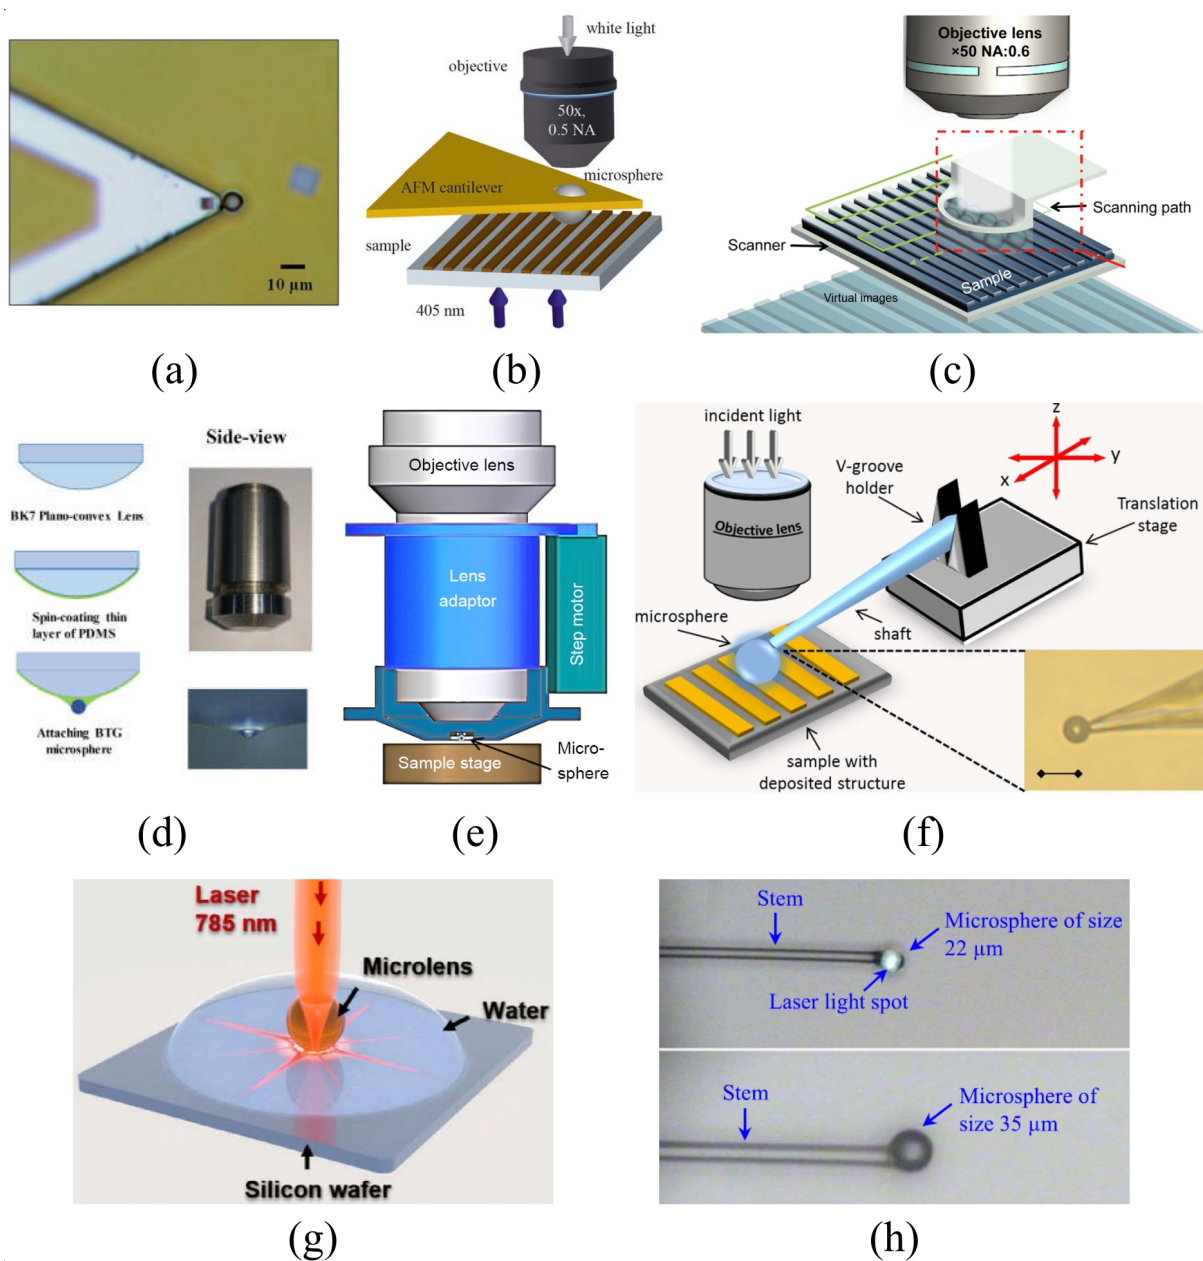 10 µm
(a)
white light
objective
50x,
0.5 NA
microsphere
AFM cantilever
sample
405 nm
(b)
Objective lens
×50 NA:0.6
Scanning path
Scanner
Sample
Virtual images
(c)
Side-view
BK7 Plano-convex Lens
Spin-coating thin
layer of PDMS
Attaching BTG
microsphere
(d)
Objective lens
Lens
adaptor
Step motor
Sample stage
Micro-
sphere
(e)
incident light
z
y
x
V-groove
holder
Translation
stage
Objective lens
microsphere
shaft
sample with
deposited structure
(f)
Laser
785 nm
Microlens
Water
Silicon wafer
(g)
Stem
Microsphere of size
22 µm
Laser light spot
Stem
Microsphere of
size 35 µm
(h)